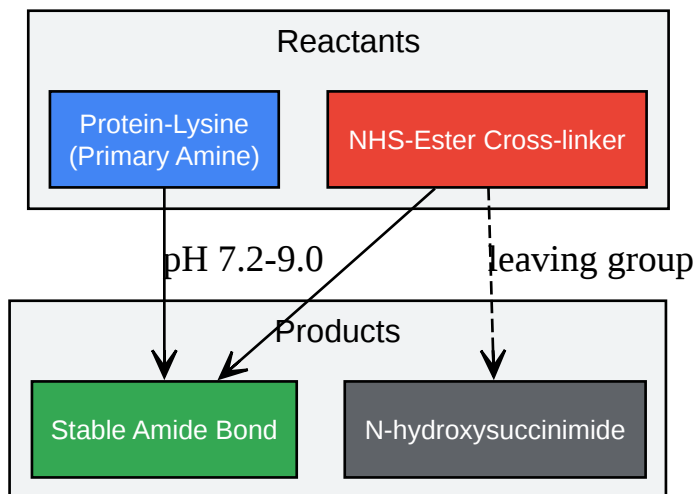 Reactants
Protein-Lysine
(Primary Amine)
NHS-Ester Cross-linker
pH 7.2-9.0
leaving group
Products
Stable Amide Bond
N-hydroxysuccinimide